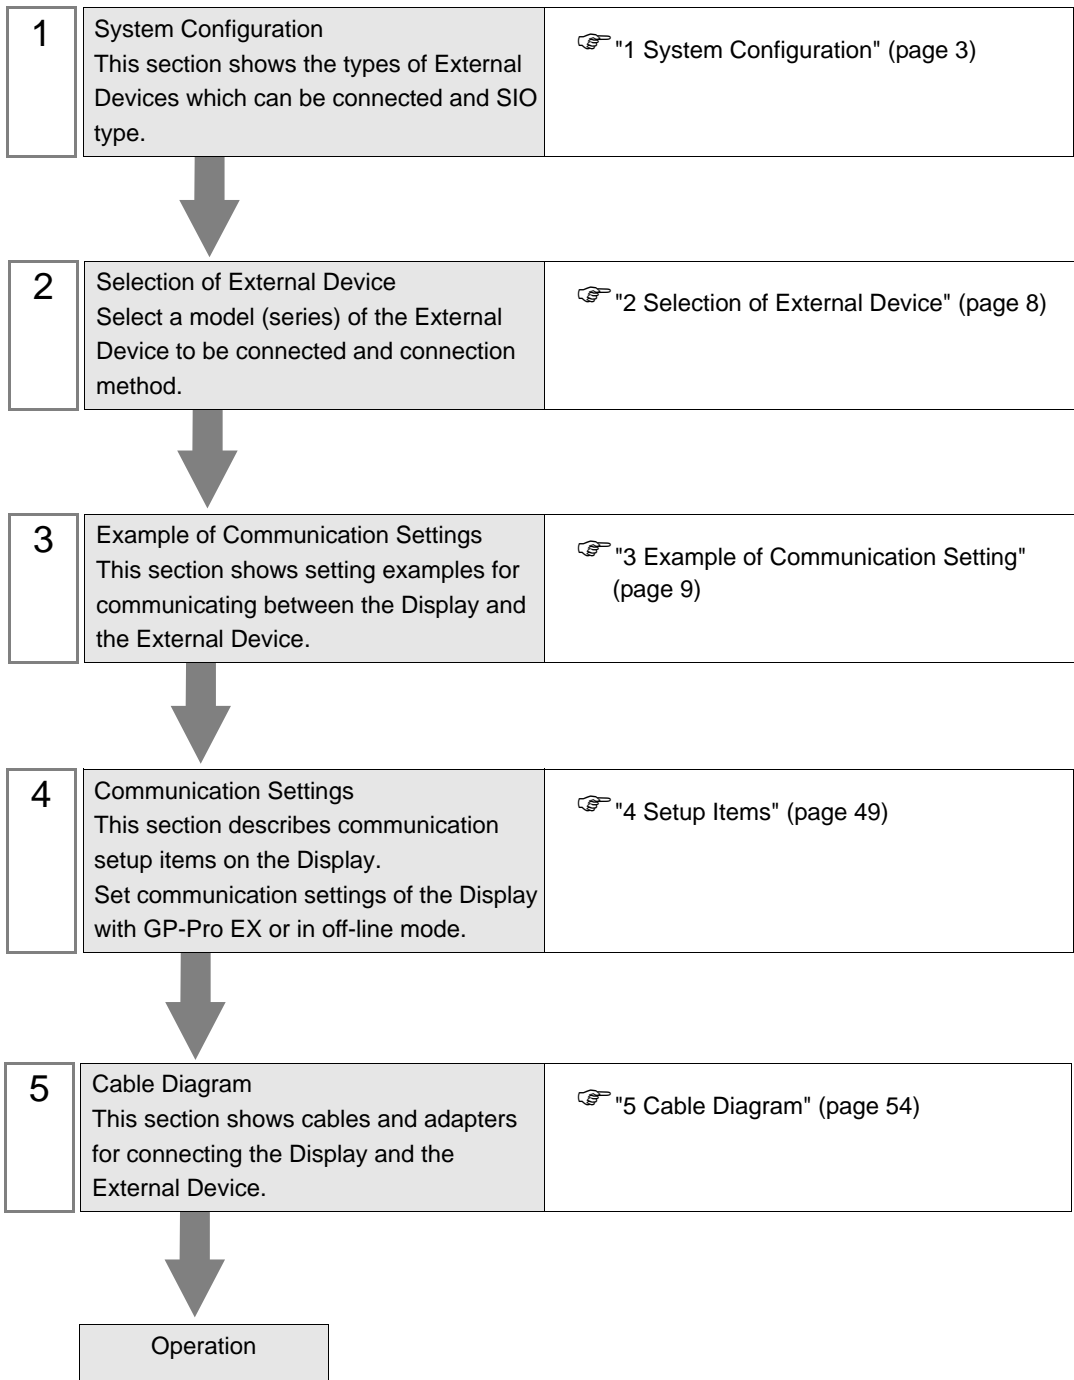 1
System Configuration
This section shows the types of External
Devices which can be connected and SIO
type.
"1 System Configuration" (page 3)
2
Selection of External Device
Select a model (series) of the External
Device to be connected and connection
method.
"2 Selection of External Device" (page 8)
3
Example of Communication Settings
This section shows setting examples for
communicating between the Display and
the External Device.
"3 Example of Communication Setting"
(page 9)
4
Communication Settings
This section describes communication
setup items on the Display.
Set communication settings of the Display
with GP-Pro EX or in off-line mode.
"4 Setup Items" (page 49)
5
Cable Diagram
This section shows cables and adapters
for connecting the Display and the
External Device.
"5 Cable Diagram" (page 54)
Operation